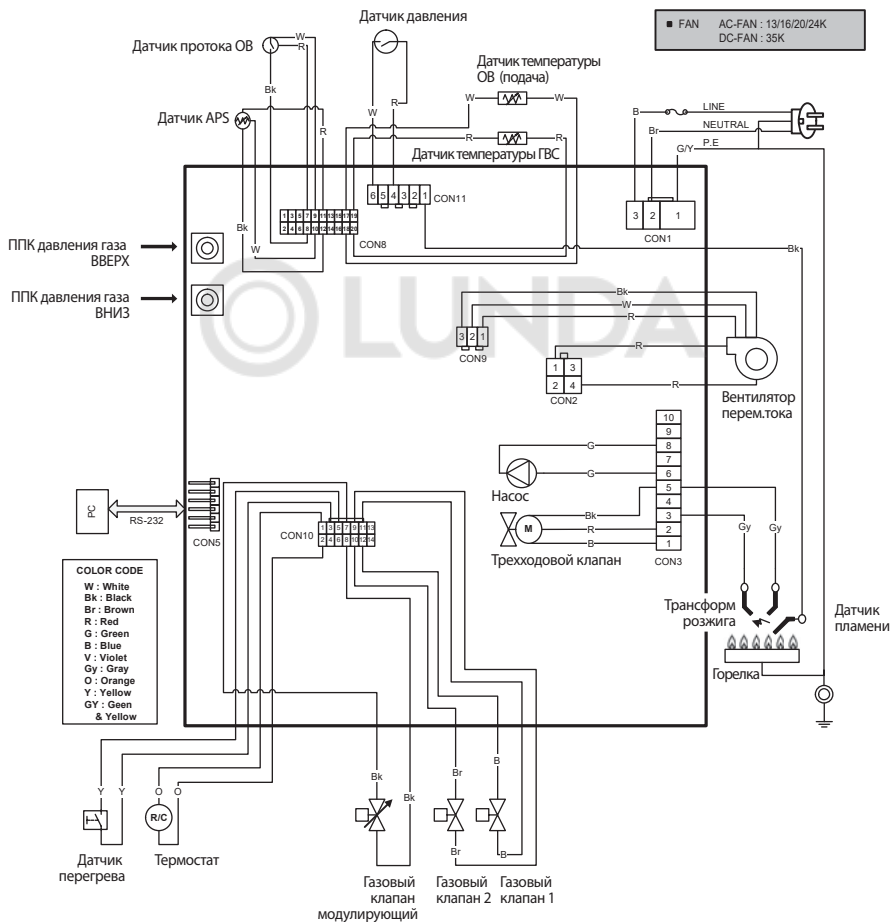 Датчик давления
■ FAN AC-FAN : 13/16/20/24K
DC-FAN : 35K
Датчик протока ОВ
W
R
Bk
Датчик температуры
ОВ (подача)
W
W
W
R
R
R
B
LINE
Br
NEUTRAL
G/Y
P.E
Датчик APS
R
Датчик температуры ГВС
6 5 4 3 2 1
CON11
3 2 1
CON1
1 3 5 7 9 11 13 15 17 19
2 4 6 8 10 12 14 16 18 20
CON8
Bk
W
Bk
ППК давления газа
ВВЕРХ
ППК давления газа
ВНИЗ
LUNDA
Bk
W
R
3 2 1
CON9
R
1 3
2 4
CON2
R
Вентилятор
перем.тока
10
9
8
7
6
5
4
3
2
1
CON3
G
G
Насос
Bk
R
B
M
Трехходовой клапан
Gy
Gy
PC
RS-232
CON5
1 3 5 7 9 11 13
2 4 6 8 10 12 14
CON10
COLOR CODE
W : White
Bk : Black
Br : Brown
R : Red
G : Green
B : Blue
V : Violet
Gy : Gray
O : Orange
Y : Yellow
GY : Geen
& Yellow
Трансформ
розжига
Датчик
пламени
Горелка
Y
Y
O
O
R/C
Bk
Bk
Br
Br
B
B
Датчик
перегрева
Термостат
Газовый
клапан
модулирующий
Газовый
клапан 2
Газовый
клапан 1